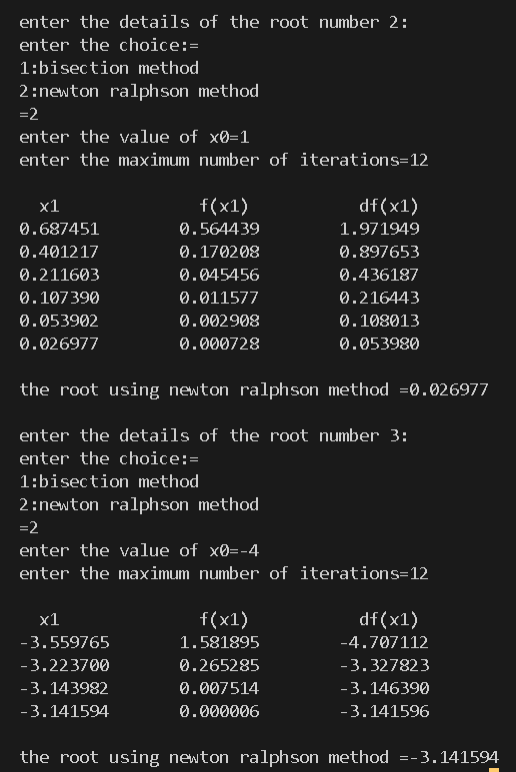 enter the details of the root number 2:
enter the choice:=
1:bisection method
2:newton ralphson method
=2
enter the value of x0=1
enter the maximum number of iterations=12
x1 f(x1) df(x1)
0.687451 0.564439 1.971949
0.401217 0.170208 0.897653
0.211603 0.045456 0.436187
0.107390 0.011577 0.216443
0.053902 0.002908 0.108013
0.026977 0.000728 0.053980
the root using newton ralphson method =0.026977
enter the details of the root number 3:
enter the choice:=
1:bisection method
2:newton ralphson method
=2
enter the value of x0=-4
enter the maximum number of iterations=12
x1 f(x1) df(x1)
-3.559765 1.581895 -4.707112
-3.223700 0.265285 -3.327823
-3.143982 0.007514 -3.146390
-3.141594 0.000006 -3.141596
the root using newton ralphson method =-3.141594